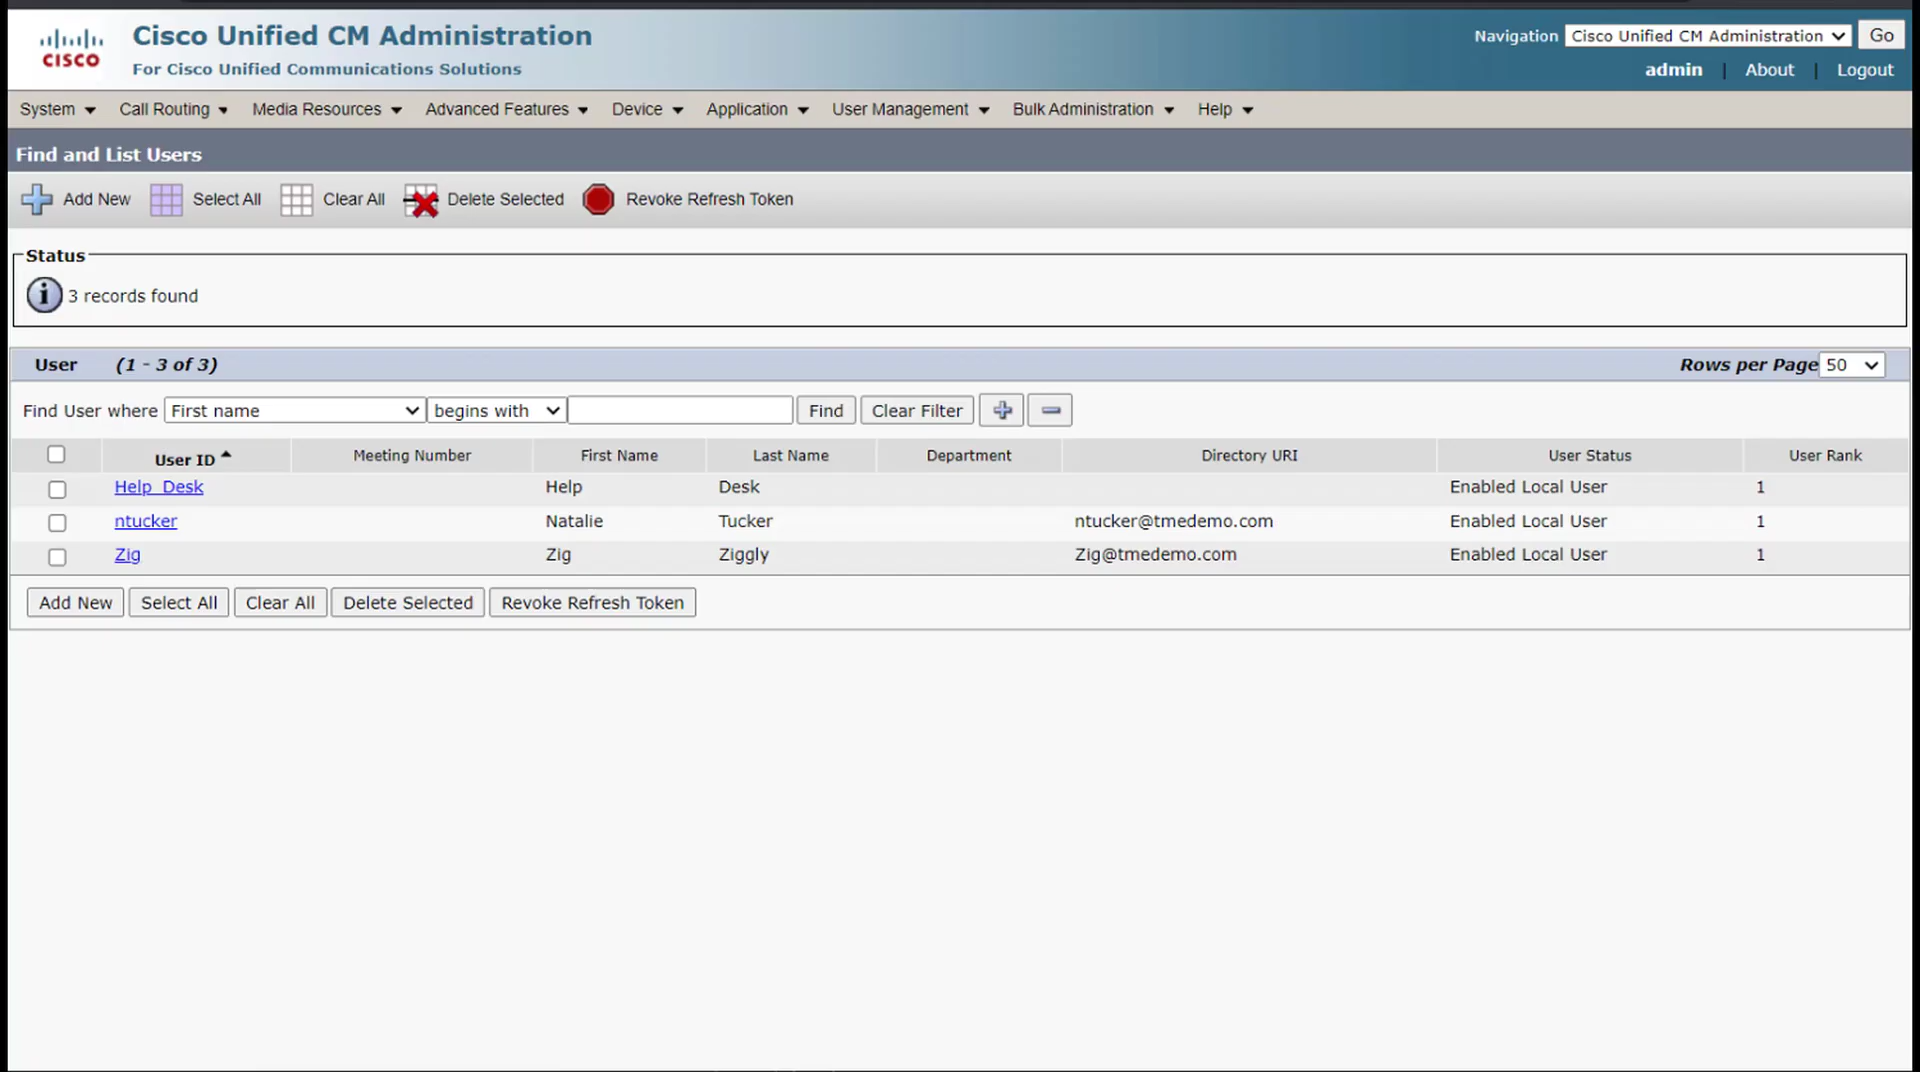 Cisco Unified CM Administration
For Cisco Unified Communications Solutions
CISCO
Navigation Cisco Unified CM Administration Go
admin | About | Logout
System Call Routing Media Resources Advanced Features Device Application User Management Bulk Administration Help
Find and List Users
Add New Select All Clear All Delete Selected Revoke Refresh Token
Status
3 records found
User (1 - 3 of 3) Rows per Page 50
Find User where First name begins with Find Clear Filter
User ID Meeting Number First Name Last Name Department Directory URI User Status User Rank
Help_Desk Help Desk Enabled Local User 1
ntucker Natalie Tucker ntucker@tmedemo.com Enabled Local User 1
Zig Zig Ziggly Zig@tmedemo.com Enabled Local User 1
Add New Select All Clear All Delete Selected Revoke Refresh Token